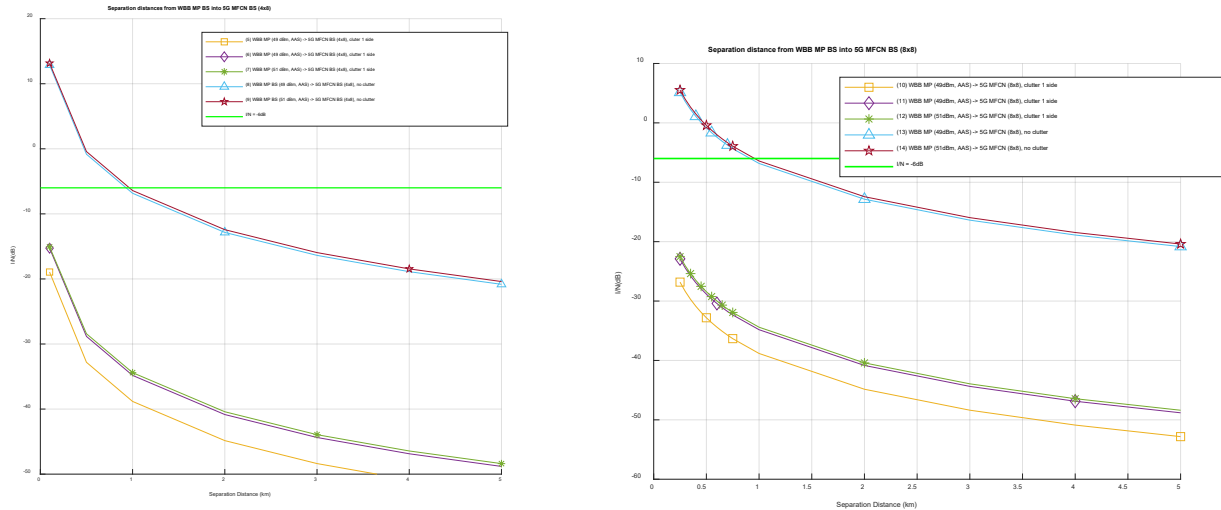 Separation distances from WBB MP BS into 5G MFCN BS (4x8)
20
10
0
-10
-20
-30
-40
-50
I/N(dB)
0
1
2
3
4
5
Separation Distance (km)
(5) WBB MP (49 dBm, AAS) -> 5G MFCN BS (4x8), cluter 1 side
(6) WBB MP (49 dBm, AAS) -> 5G MFCN BS (4x8), clutter 1 side
(7) WBB MP (51 dBm, AAS) -> 5G MFCN BS (4x8), clutter 1 side
(8) WBB MP BS (49 dBm, AAS) -> 5G MFCN BS (4x8), no clutter
(9) WBB MP BS (51 dBm, AAS) -> 5G MFCN BS (4x8), no clutter
I/N = -6dB
Separation distance from WBB MP BS into 5G MFCN BS (8x8)
10
0
-10
-20
-30
-40
-50
-60
I/N(dB)
0
0.5
1
1.5
2
2.5
3
3.5
4
4.5
5
Separation Distance (km)
(10) WBB MP (49dBm, AAS) -> 5G MFCN (8x8), clutter 1 side
(11) WBB MP (49dBm, AAS) -> 5G MFCN (8x8), clutter 1 side
(12) WBB MP (51dBm, AAS) -> 5G MFCN (8x8), clutter 1 side
(13) WBB MP (49dBm, AAS) -> 5G MFCN (8x8), no clutter
(14) WBB MP (51dBm, AAS) -> 5G MFCN (8x8), no clutter
I/N = -6dB